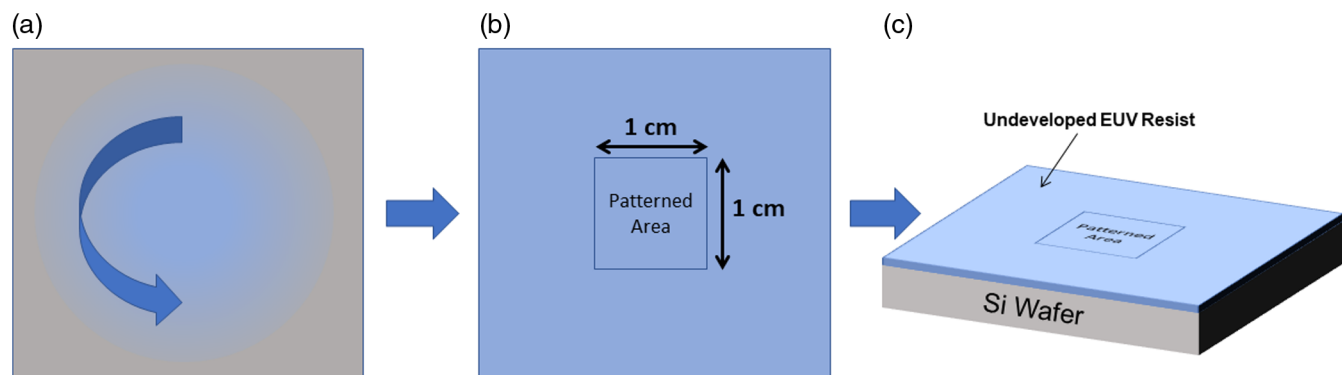 (a)
(b)
(c)
1 cm
Patterned
Area
1 cm
Undeveloped EUV Resist
Patterned
Area
Si Wafer